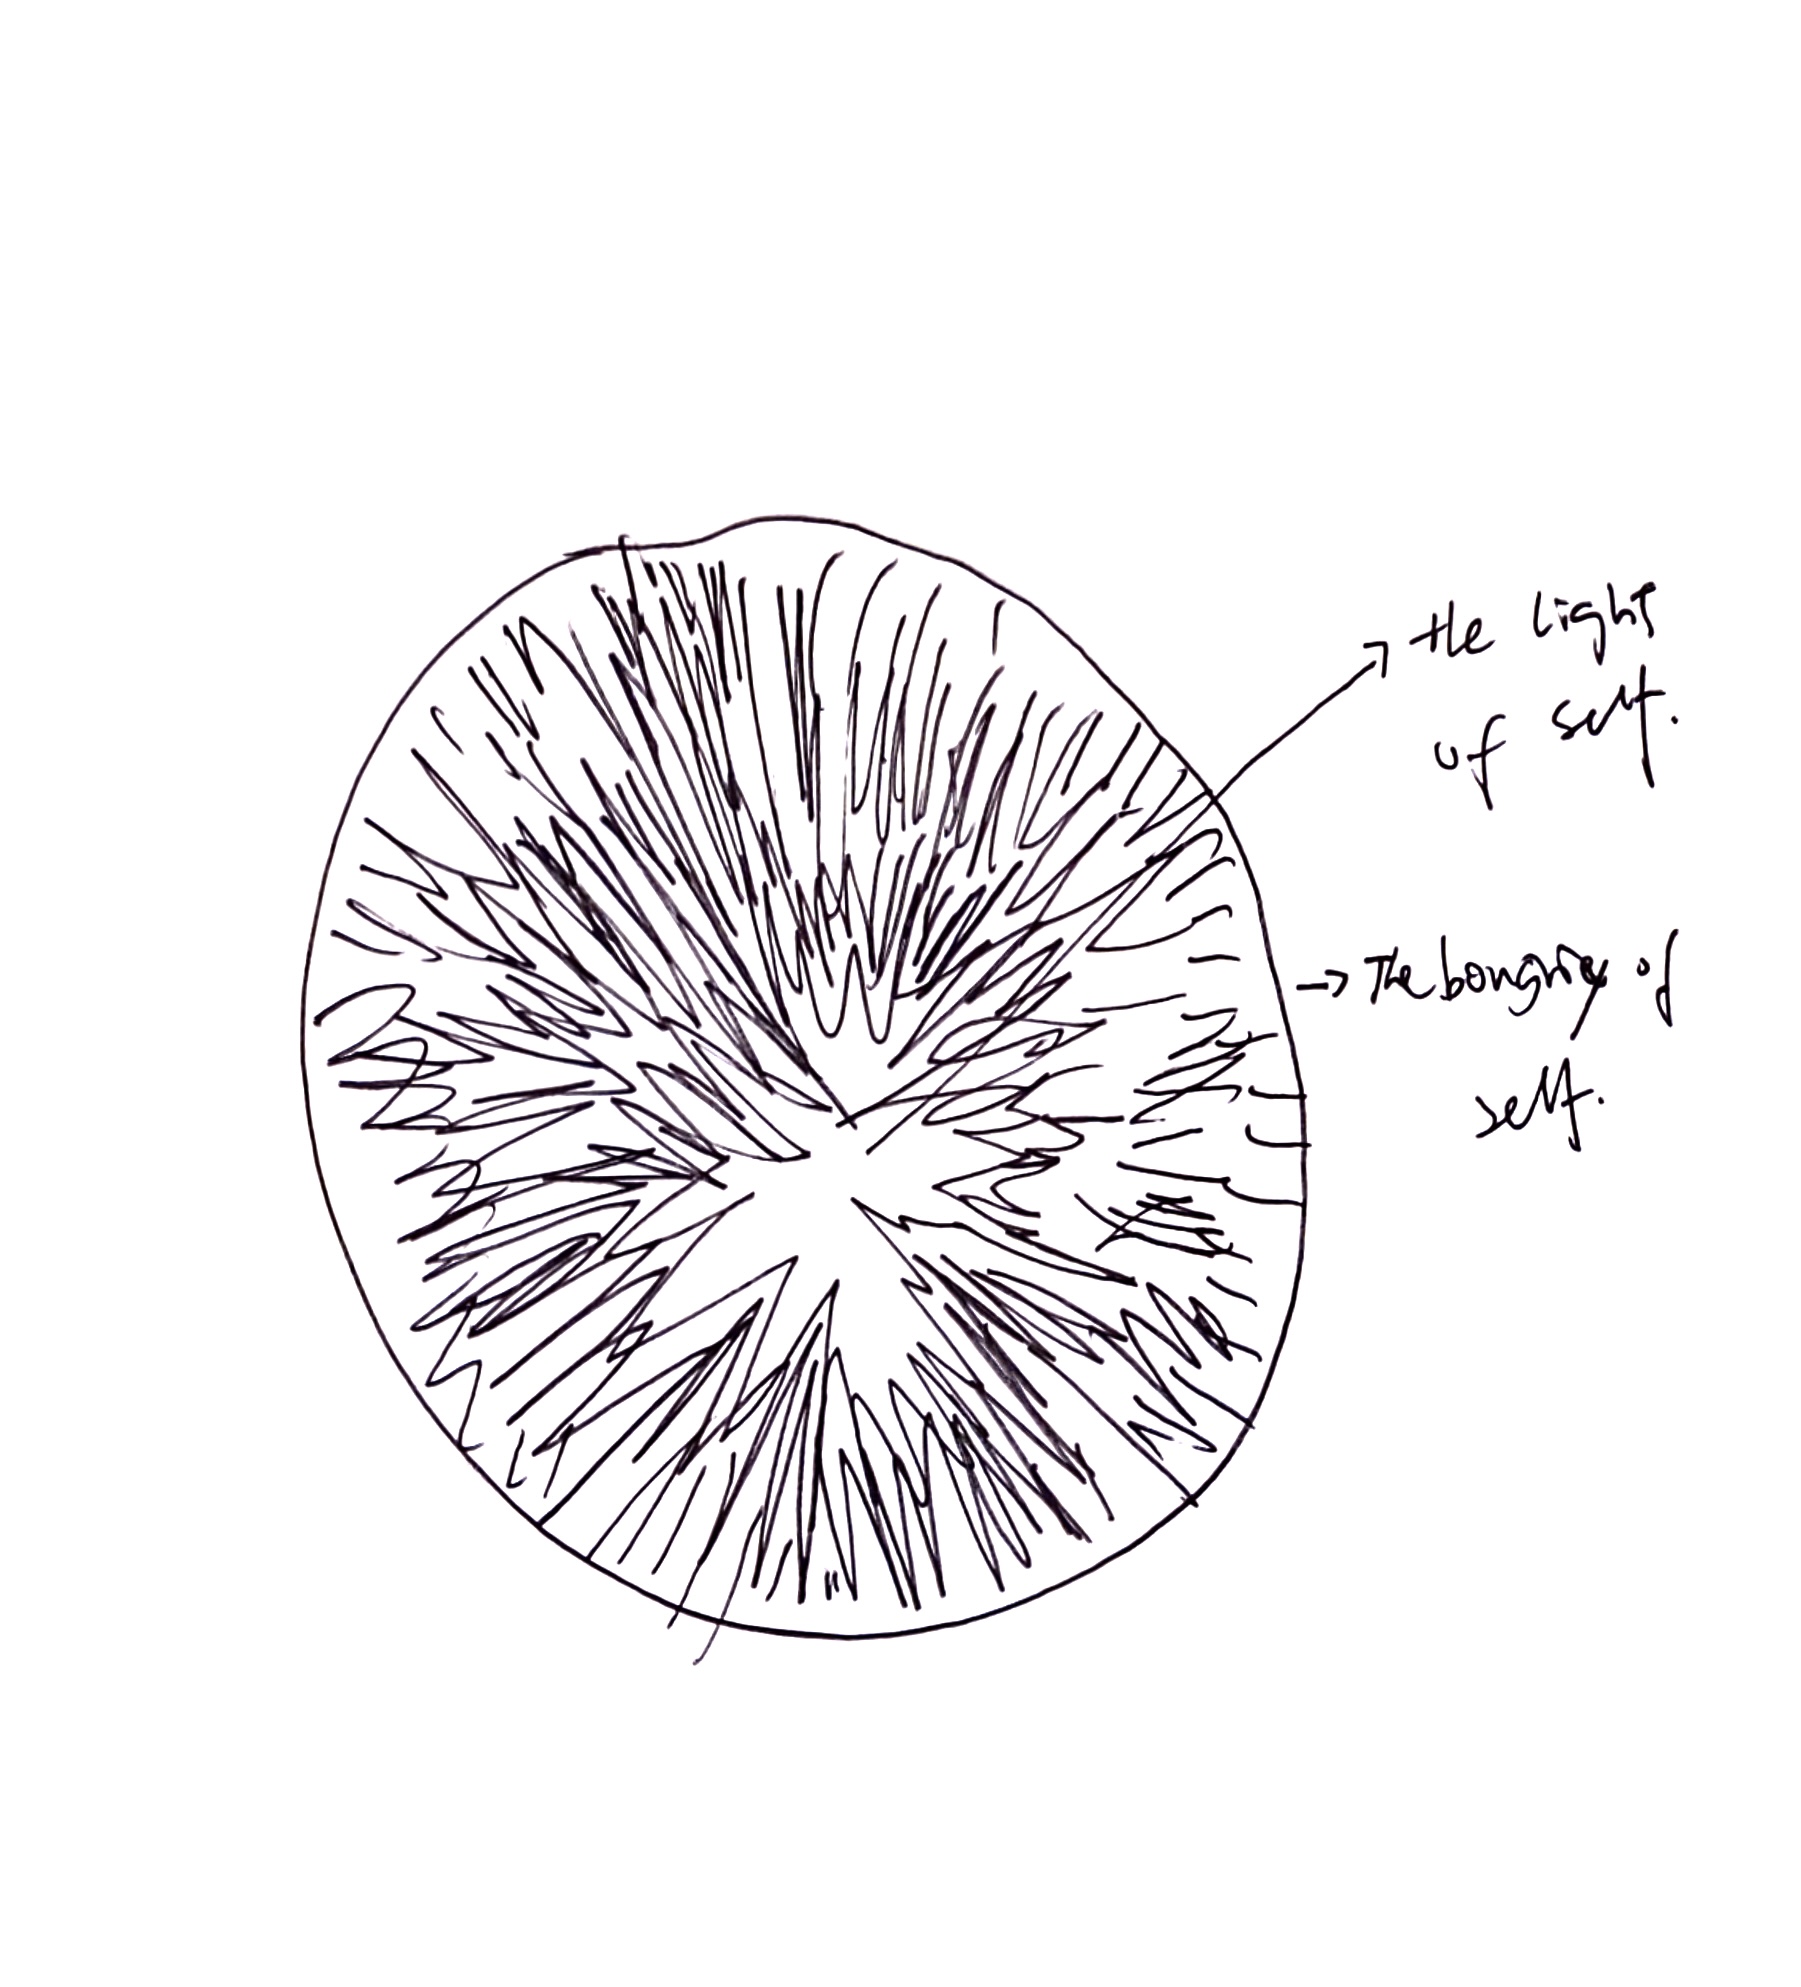 the light
of self.
The of
self.